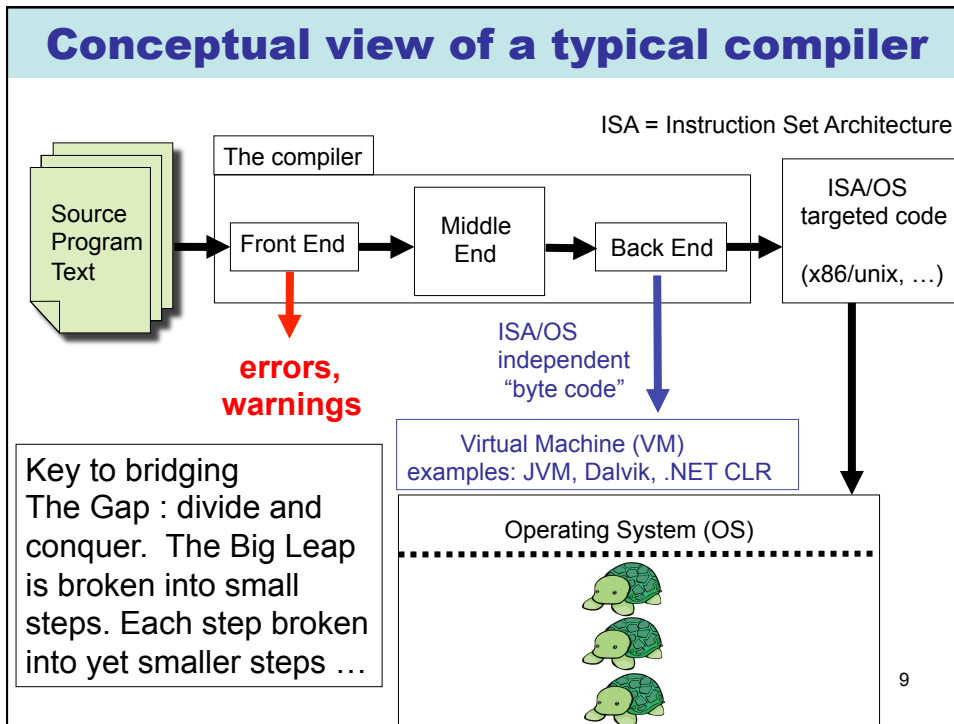 Conceptual view of a typical compiler
ISA = Instruction Set Architecture
The compiler
Source
Program
Text
Front End
Middle
End
Back End
ISA/OS
targeted code
(x86/unix, …)
errors,
warnings
ISA/OS
independent
“byte code”
Virtual Machine (VM)
examples: JVM, Dalvik, .NET CLR
Key to bridging
The Gap : divide and
conquer.  The Big Leap
is broken into small
steps. Each step broken
into yet smaller steps …
Operating System (OS)
9